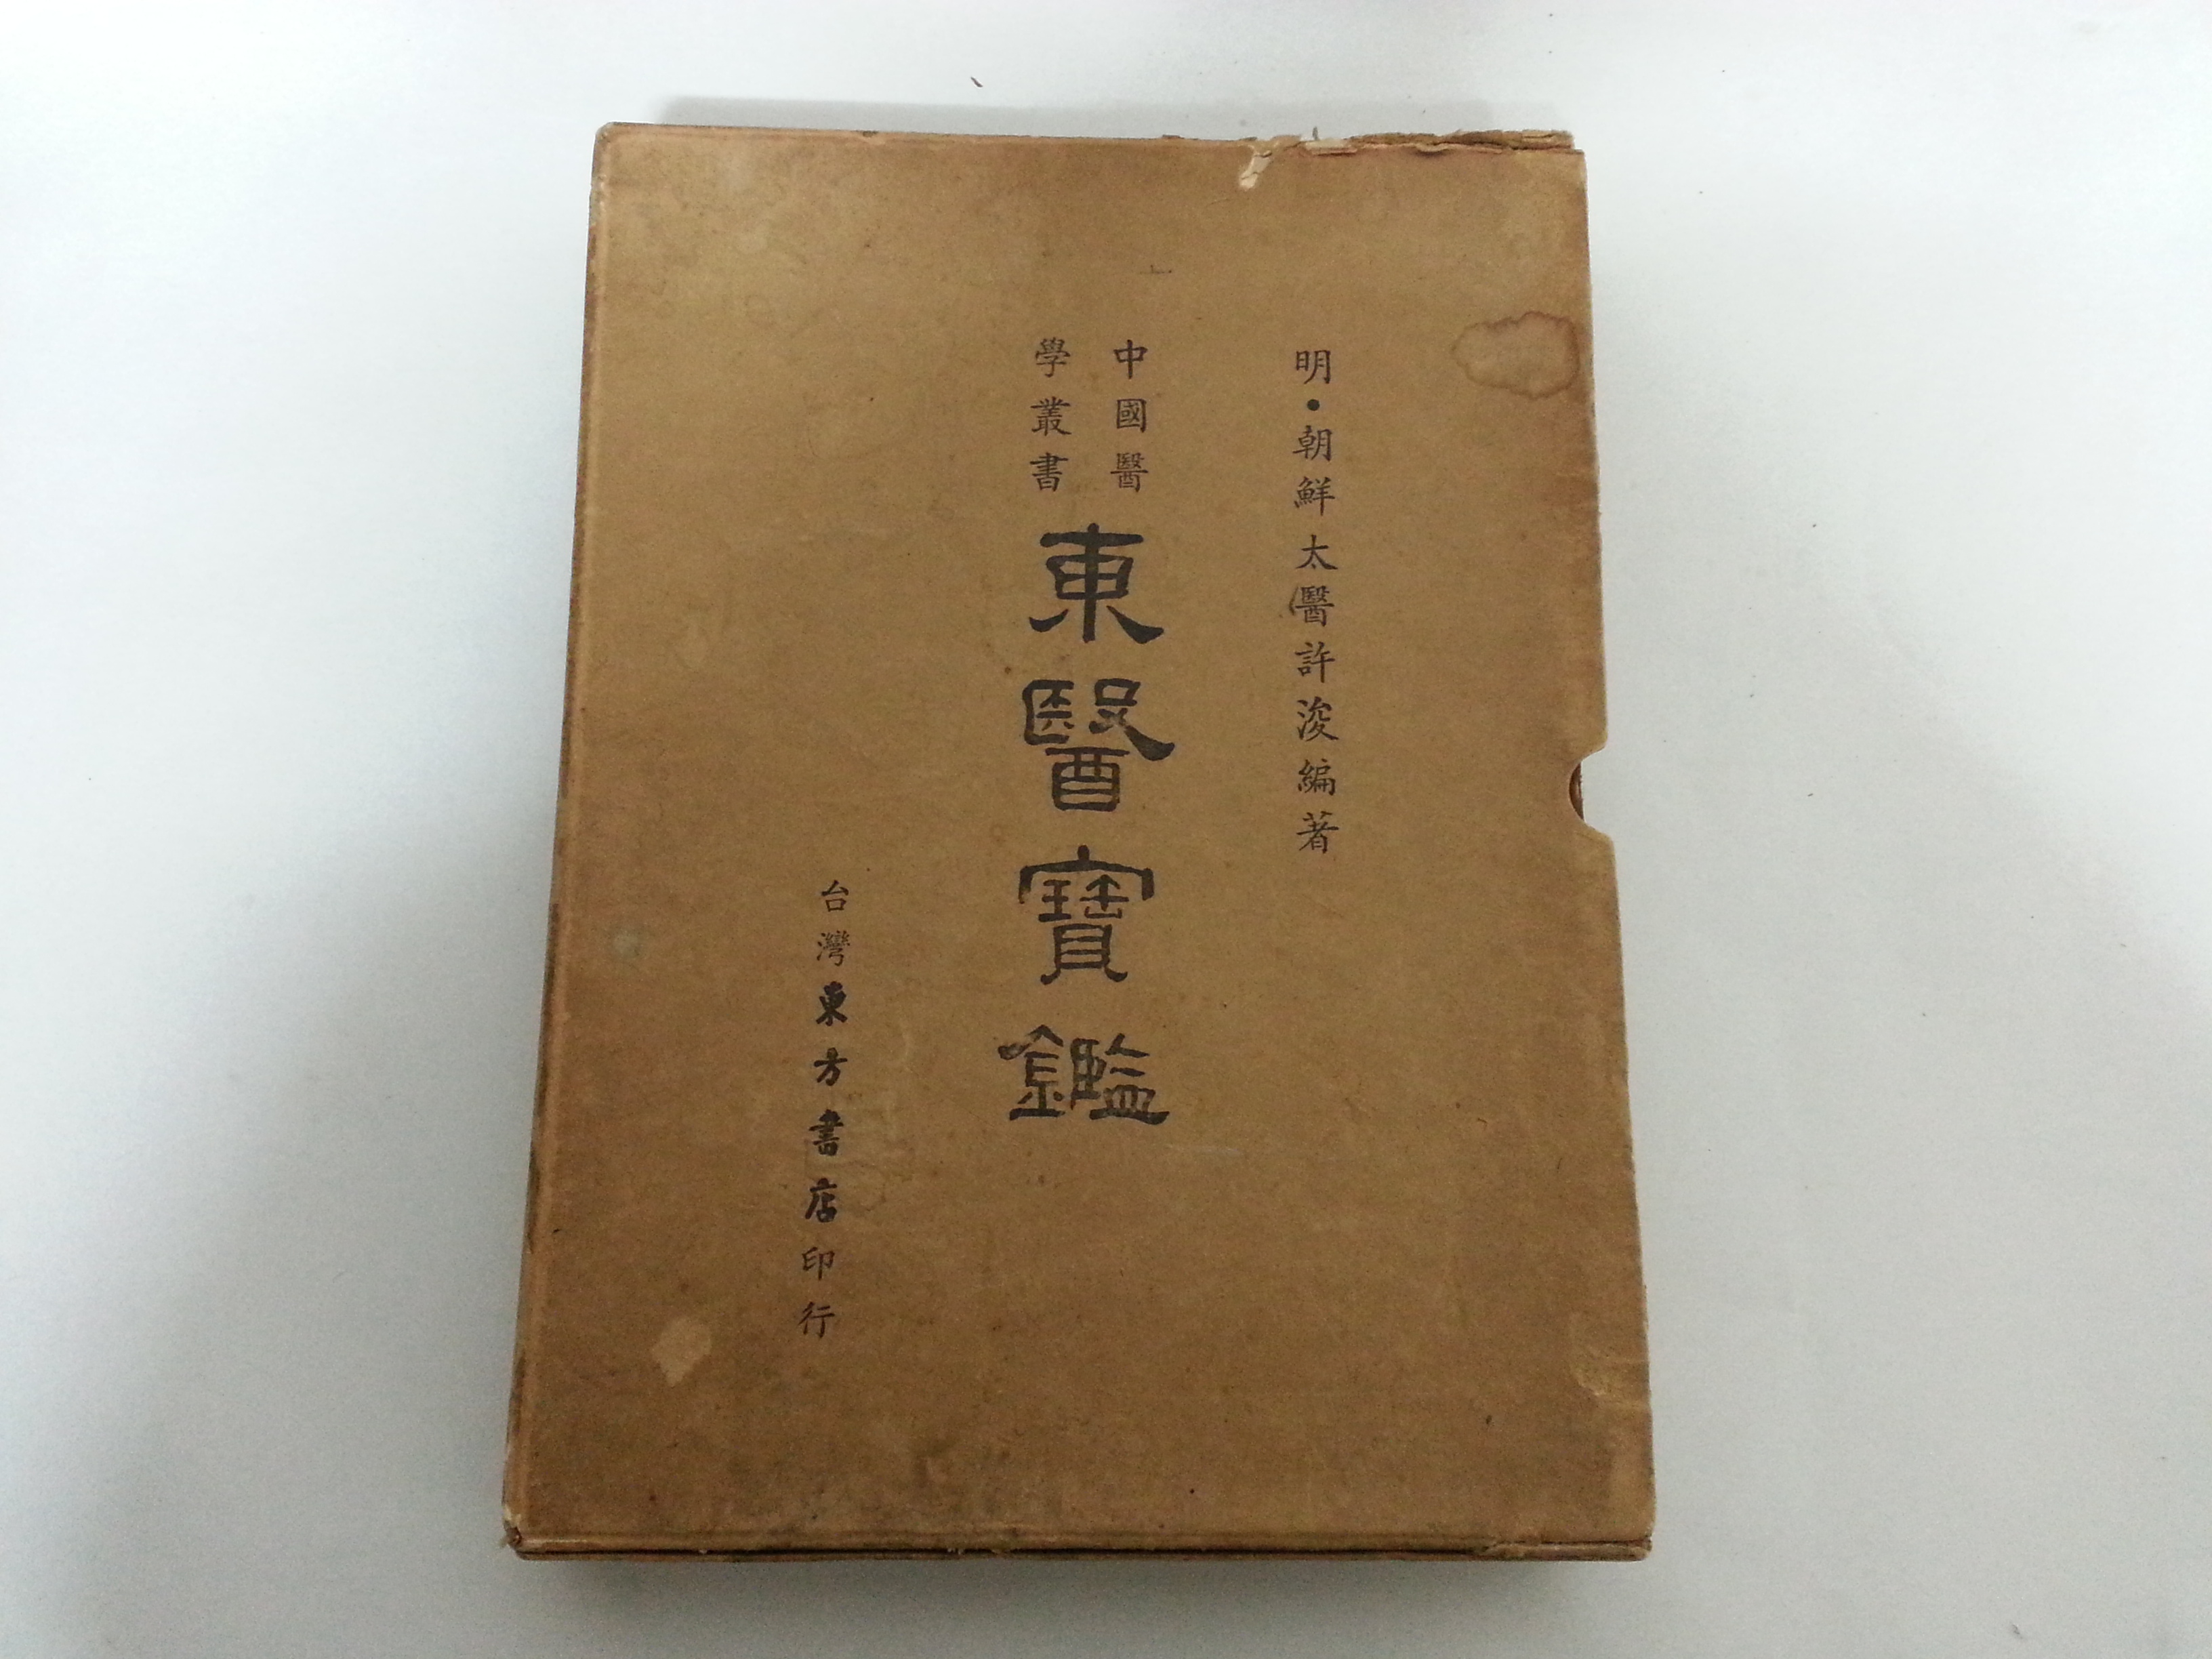 明·朝鮮太醫許浚編著
中國醫
學叢書
東醫寶鑑
台灣東方書店印行